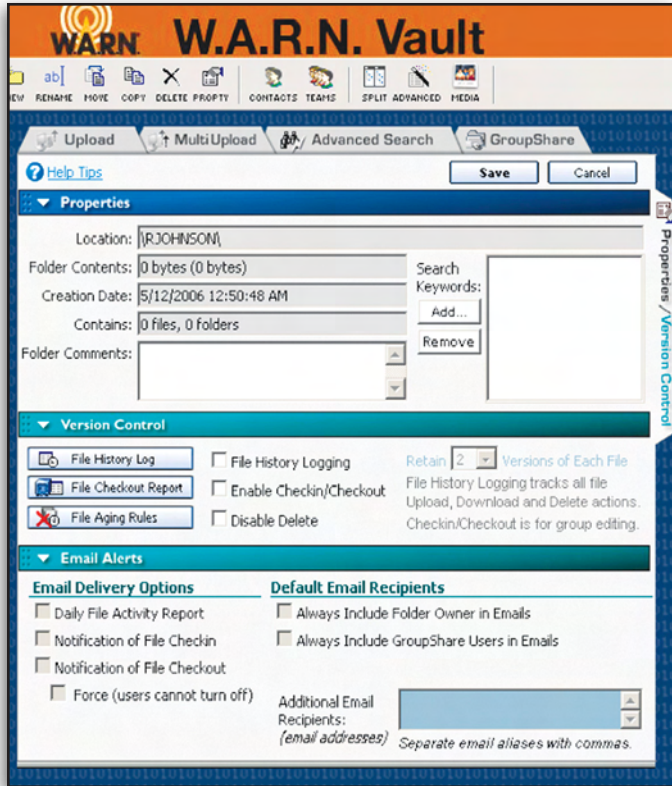 WARN
W.A.R.N. Vault
RENAME MOVE COPY DELETE PROPTY CONTACTS TEAMS SPLIT ADVANCED MEDIA
Upload MultiUpload Advanced Search GroupShare
? Help Tips Save Cancel
Properties
Location: \RJOHNSON\
Folder Contents: 0 bytes (0 bytes)
Creation Date: 5/12/2006 12:50:48 AM
Contains: 0 files, 0 folders
Folder Comments:
Search
Keywords:
Add...
Remove
Properties/Version Control
Version Control
File History Log File History Logging Retain 2 Versions of Each File
File Checkout Report Enable Checkin/Checkout File History Logging tracks all file
Upload, Download and Delete actions.
File Aging Rules Disable Delete Checkin/Checkout is for group editing.
Email Alerts
Email Delivery Options Default Email Recipients
Daily File Activity Report Always Include Folder Owner in Emails
Notification of File Checkin Always Include GroupShare Users in Emails
Notification of File Checkout
Force (users cannot turn off)
Additional Email
Recipients:
(email addresses) Separate email aliases with commas.